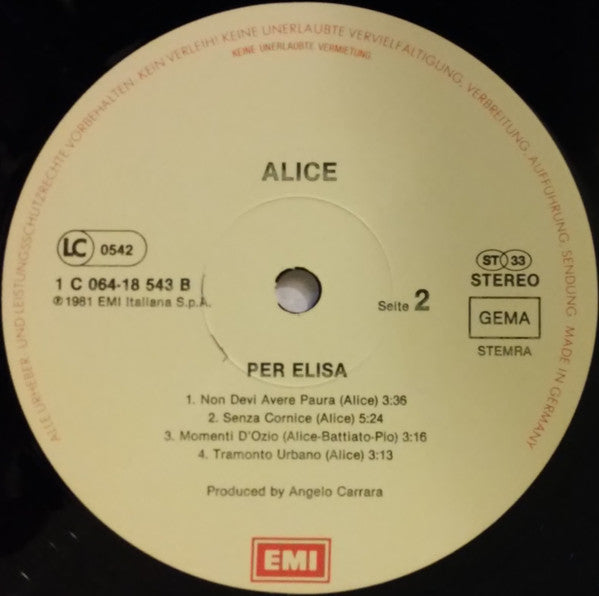 ALLE URHEBER- UND LEISTUNGSSCHUTZRECHTE VORBEHALTEN. KEIN VERLEIH! KEINE UNERLAUBTE VERVIELFÄLTIGUNG, VERBREITUNG, AUFFÜHRUNG, SENDUNG MADE IN GERMANY
KEINE UNERLAUBTE VERMIETUNG.
ALICE
LC 0542
1 C 064-18 543 B
℗1981 EMI Italiana S.p.A.
Seite 2
ST 33
STEREO
GEMA
STEMRA
PER ELISA
1. Non Devi Avere Paura (Alice) 3:36
2. Senza Cornice (Alice) 5:24
3. Momenti D'Ozio (Alice-Battiato-Pio) 3:16
4. Tramonto Urbano (Alice) 3:13
Produced by Angelo Carrara
EMI